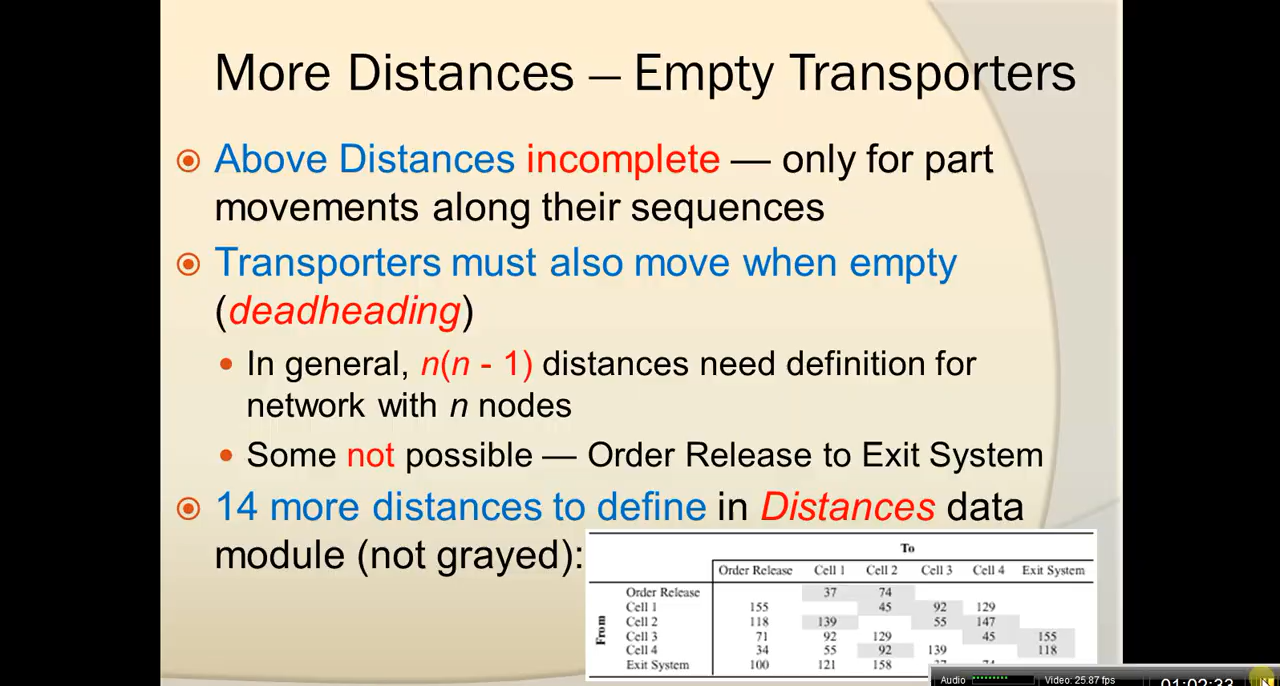 More Distances – Empty Transporters
Above Distances incomplete — only for part
movements along their sequences
Transporters must also move when empty
(deadheading)
In general, n(n - 1) distances need definition for
network with n nodes
Some not possible — Order Release to Exit System
14 more distances to define in Distances data
module (not grayed):
To
Order Release Cell 1 Cell 2 Cell 3 Cell 4 Exit System
From
Order Release 37 74
Cell 1 155 45 92 129
Cell 2 118 139 55 147
Cell 3 71 92 129 45 155
Cell 4 34 55 92 139 118
Exit System 100 121 158
Audio Video: 25.87 fps 01:02:33